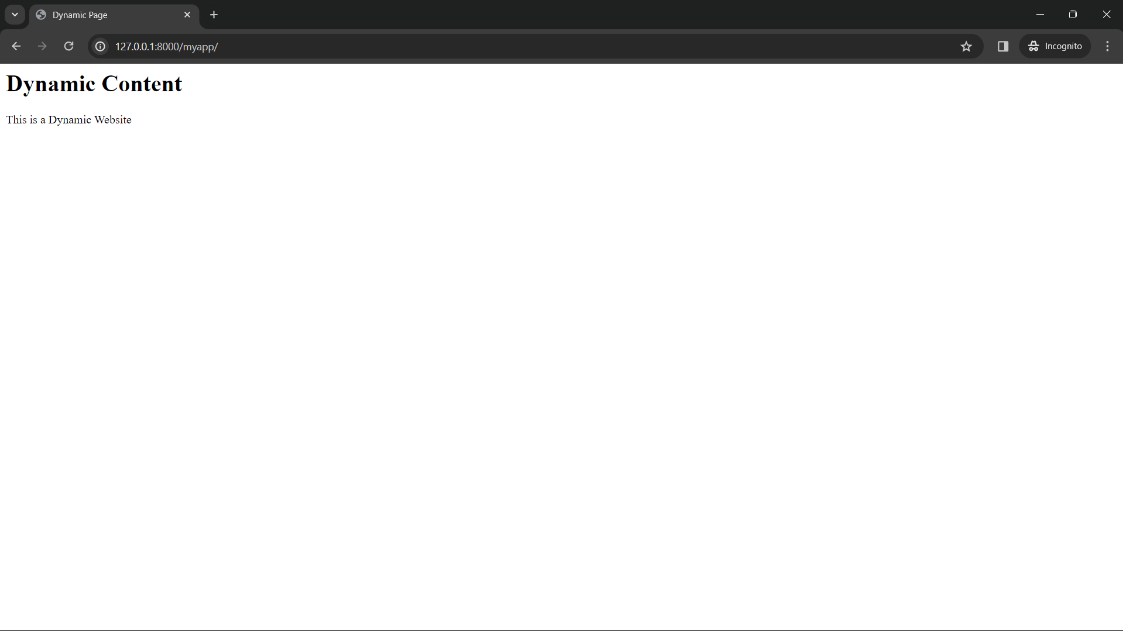 Dynamic Page
127.0.0.1:8000/myapp/
Incognito
Dynamic Content
This is a Dynamic Website